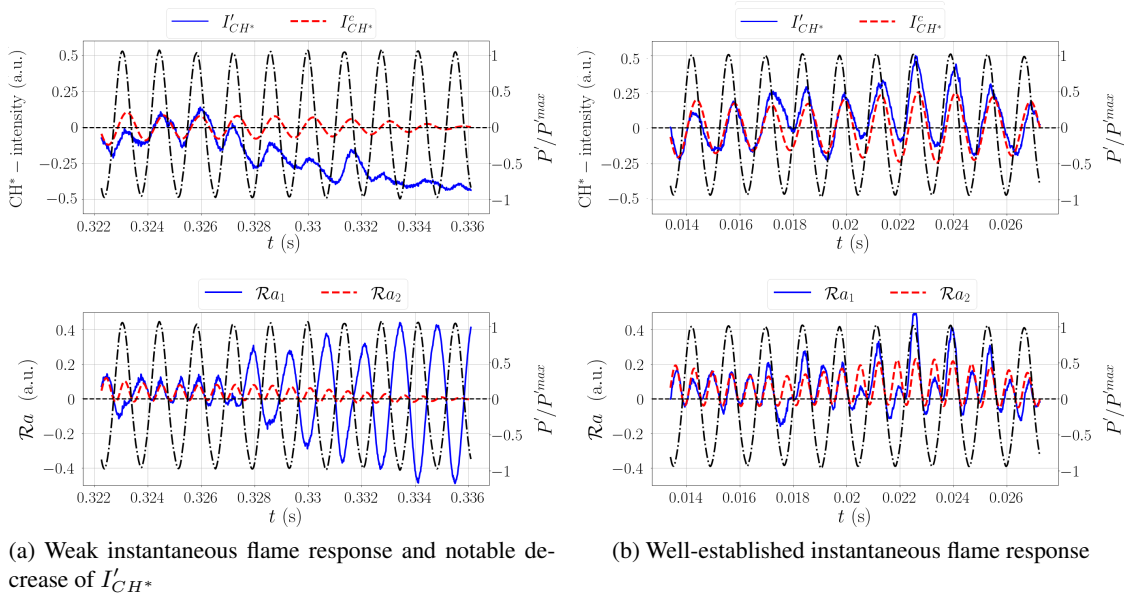 I′_{CH*} I^c_{CH*}
CH* − intensity (a.u.)
0.5
0.25
0
−0.25
−0.5
1
0.5
0
−0.5
−1
P′/P′^{max}
0.322 0.324 0.326 0.328 0.33 0.332 0.334 0.336
t (s)
I′_{CH*} I^c_{CH*}
CH* − intensity (a.u.)
0.5
0.25
0
−0.25
−0.5
1
0.5
0
−0.5
−1
P′/P′^{max}
0.014 0.016 0.018 0.02 0.022 0.024 0.026
t (s)
Ra₁ Ra₂
Ra (a.u.)
0.4
0.2
0
−0.2
−0.4
1
0.5
0
−0.5
−1
P′/P′^{max}
0.322 0.324 0.326 0.328 0.33 0.332 0.334 0.336
t (s)
Ra₁ Ra₂
Ra (a.u.)
0.4
0.2
0
−0.2
−0.4
1
0.5
0
−0.5
−1
P′/P′^{max}
0.014 0.016 0.018 0.02 0.022 0.024 0.026
t (s)
(a) Weak instantaneous flame response and notable de-
crease of I′_{CH*}
(b) Well-established instantaneous flame response